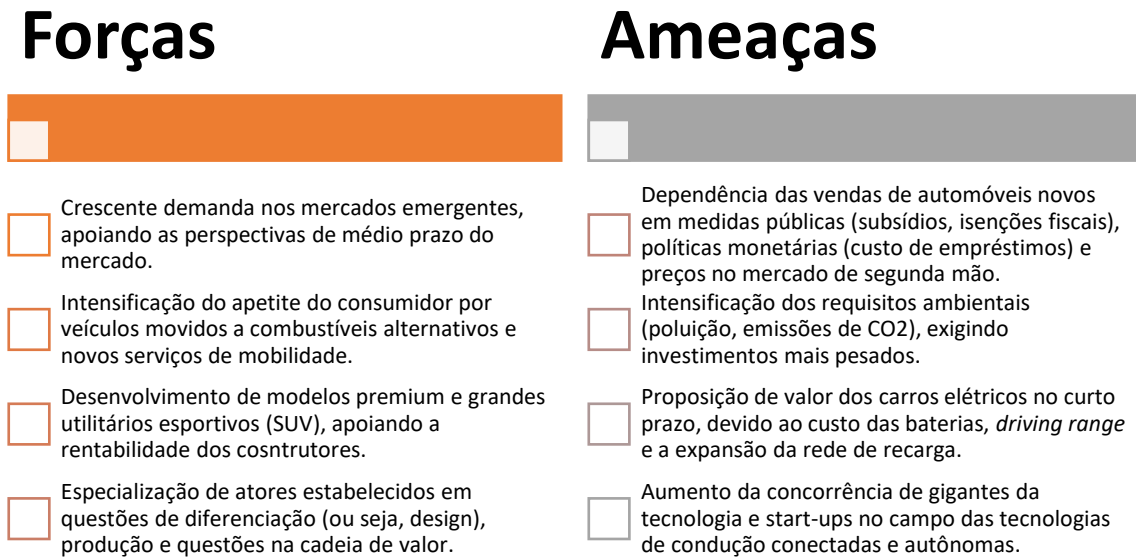 Forças
Crescente demanda nos mercados emergentes,
apoiando as perspectivas de médio prazo do
mercado.
Intensificação do apetite do consumidor por
veículos movidos a combustíveis alternativos e
novos serviços de mobilidade.
Desenvolvimento de modelos premium e grandes
utilitários esportivos (SUV), apoiando a
rentabilidade dos cosntrutores.
Especialização de atores estabelecidos em
questões de diferenciação (ou seja, design),
produção e questões na cadeia de valor.
Ameaças
Dependência das vendas de automóveis novos
em medidas públicas (subsídios, isenções fiscais),
políticas monetárias (custo de empréstimos) e
preços no mercado de segunda mão.
Intensificação dos requisitos ambientais
(poluição, emissões de CO2), exigindo
investimentos mais pesados.
Proposição de valor dos carros elétricos no curto
prazo, devido ao custo das baterias, driving range
e a expansão da rede de recarga.
Aumento da concorrência de gigantes da
tecnologia e start-ups no campo das tecnologias
de condução conectadas e autônomas.